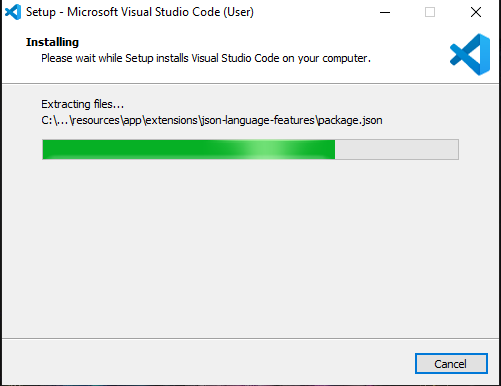 Setup - Microsoft Visual Studio Code (User)
Installing
Please wait while Setup installs Visual Studio Code on your computer.
Extracting files...
C:\...\resources\app\extensions\json-language-features\package.json
Cancel